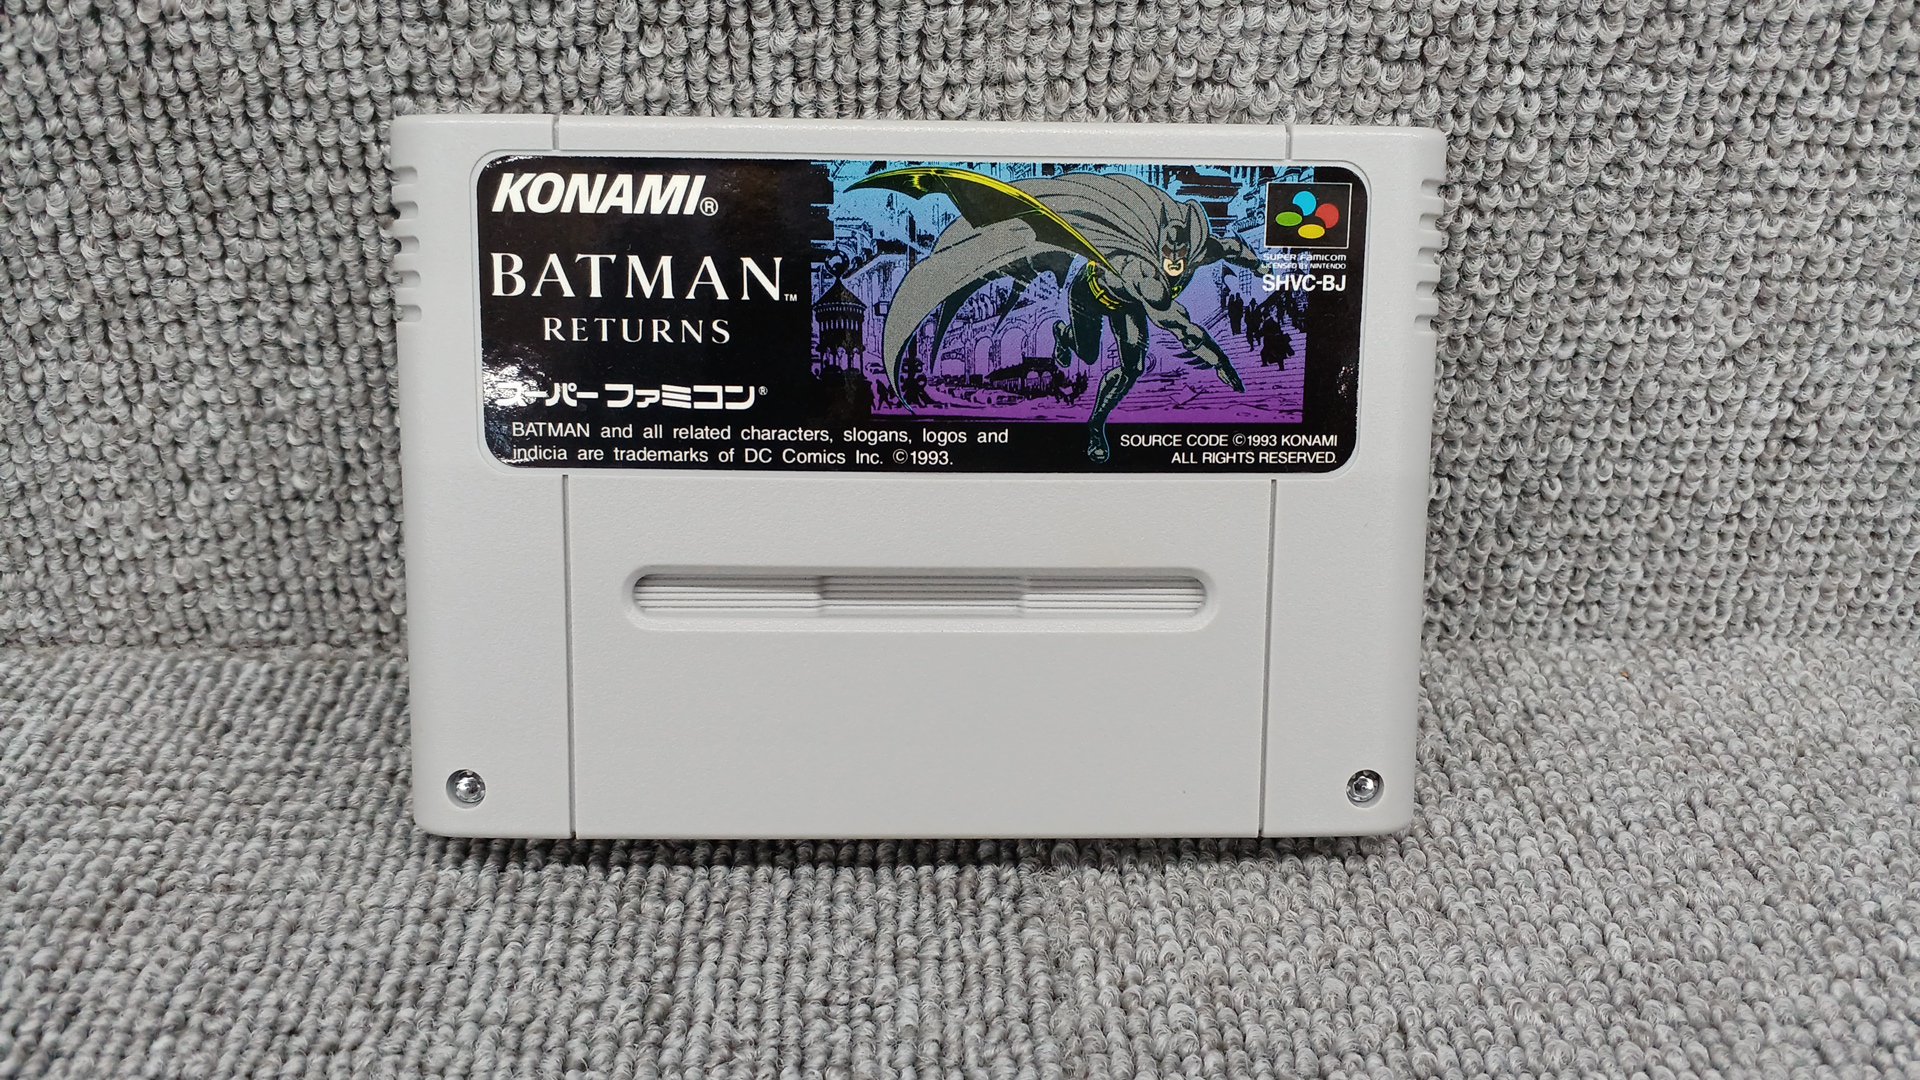 KONAMI®
BATMAN™
RETURNS
スーパーファミコン®
BATMAN and all related characters, slogans, logos and
indicia are trademarks of DC Comics Inc. ©1993.
SUPER Famicom
LICENSED BY NINTENDO
SHVC-BJ
SOURCE CODE ©1993 KONAMI
ALL RIGHTS RESERVED.